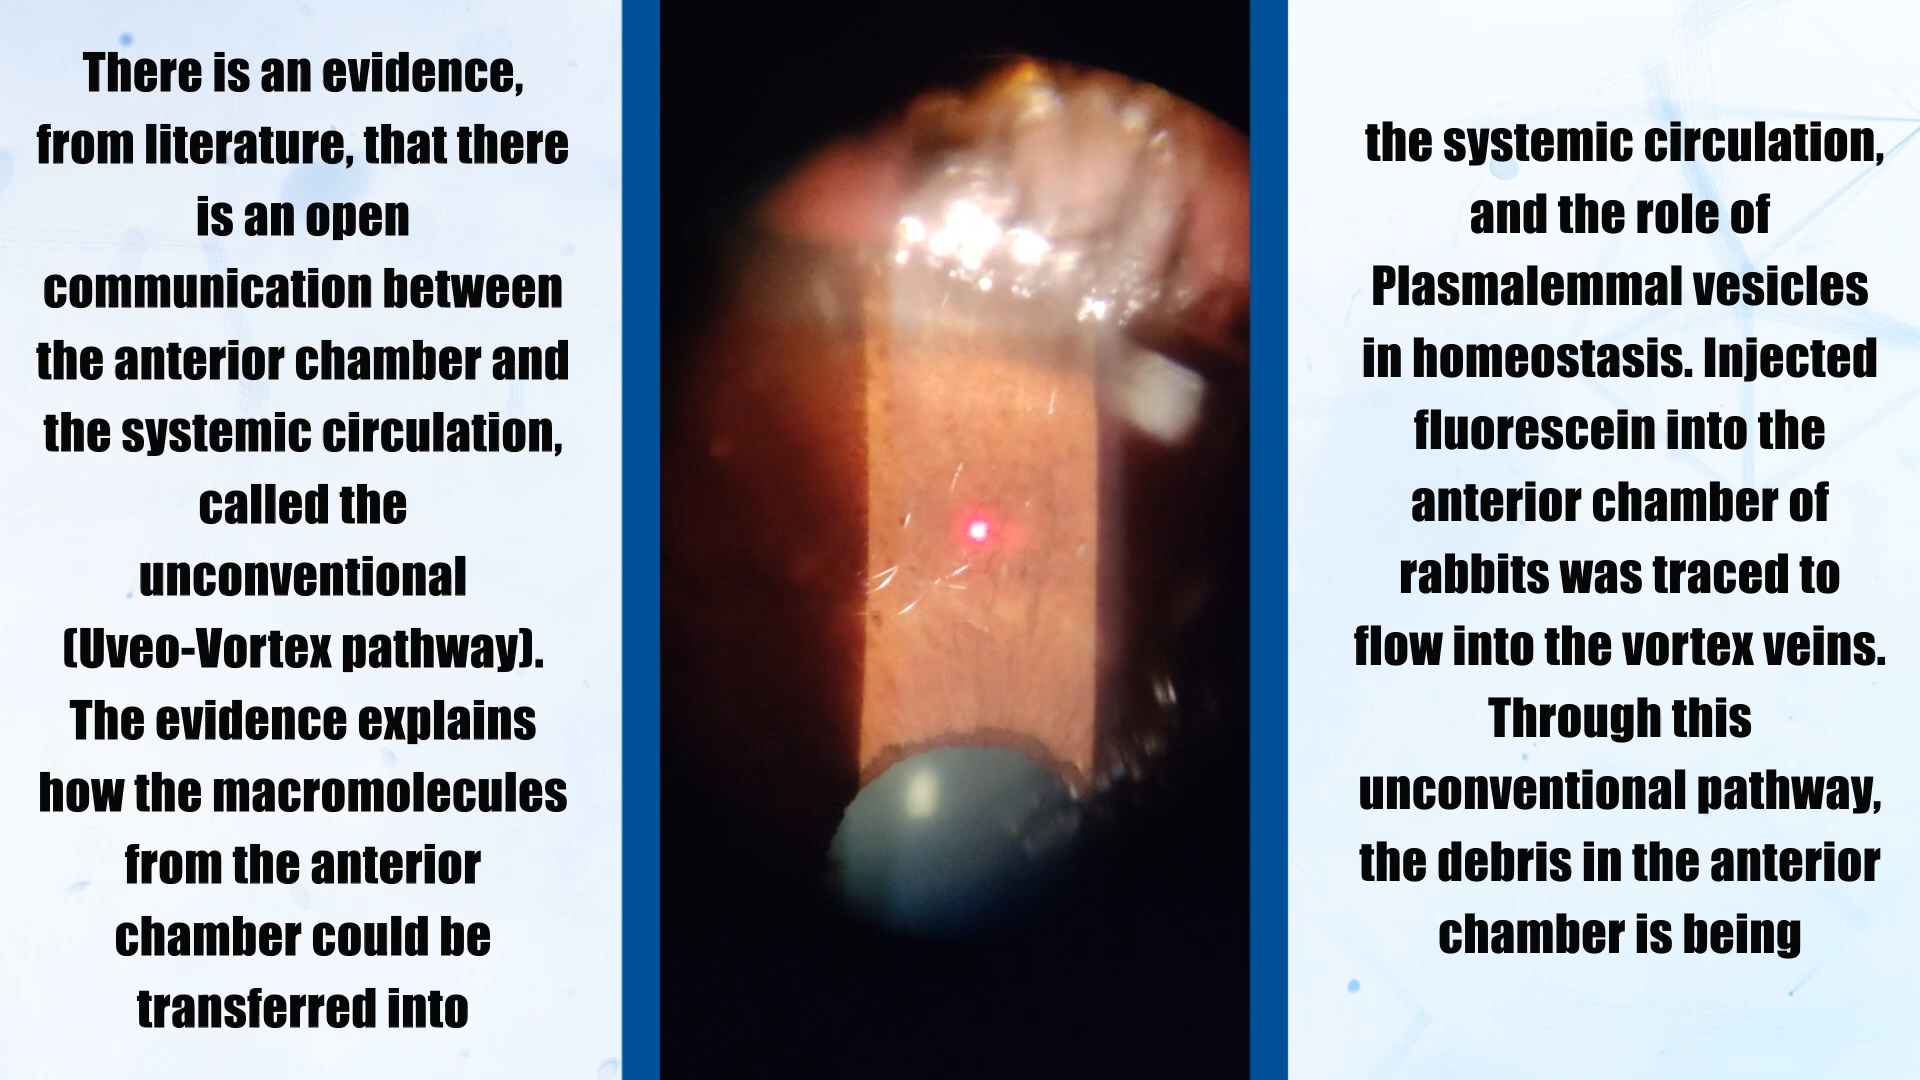 There is an evidence,
from literature, that there
is an open
communication between
the anterior chamber and
the systemic circulation,
called the
unconventional
(Uveo-Vortex pathway).
The evidence explains
how the macromolecules
from the anterior
chamber could be
transferred into
the systemic circulation,
and the role of
Plasmalemmal vesicles
in homeostasis. Injected
fluorescein into the
anterior chamber of
rabbits was traced to
flow into the vortex veins.
Through this
unconventional pathway,
the debris in the anterior
chamber is being